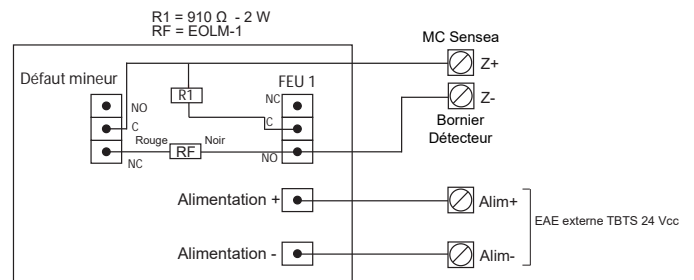 R1 = 910 Ω - 2 W
RF = EOLM-1
MC Sensea
Z+
Z-
Bornier
Détecteur
Défaut mineur
NO
C
NC
R1
Rouge
RF
Noir
FEU 1
NC
C
NO
Alimentation +
Alim+
EAE externe TBTS 24 Vcc
Alimentation -
Alim-